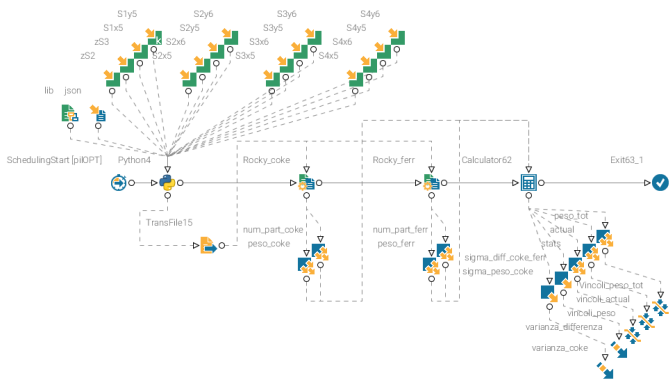 S1y5
S2y6
S3y6
S4y6
S1x5
S2y5
S3y5
S4y5
zS3
S2x6
S3x6
S4x6
zS2
S2x5
S3x5
S4x5
lib
json
SchedulingStart [pilOPT]
Python4
Rocky_coke
Rocky_ferr
Calculator62
Exit63_1
TransFile15
num_part_coke
peso_coke
num_part_ferr
peso_ferr
peso_tot
actual
stats
sigma_diff_coke_ferr
sigma_peso_coke
Vincoli_peso_tot
vincoli_actual
vincoli_peso
varianza_differenza
varianza_coke